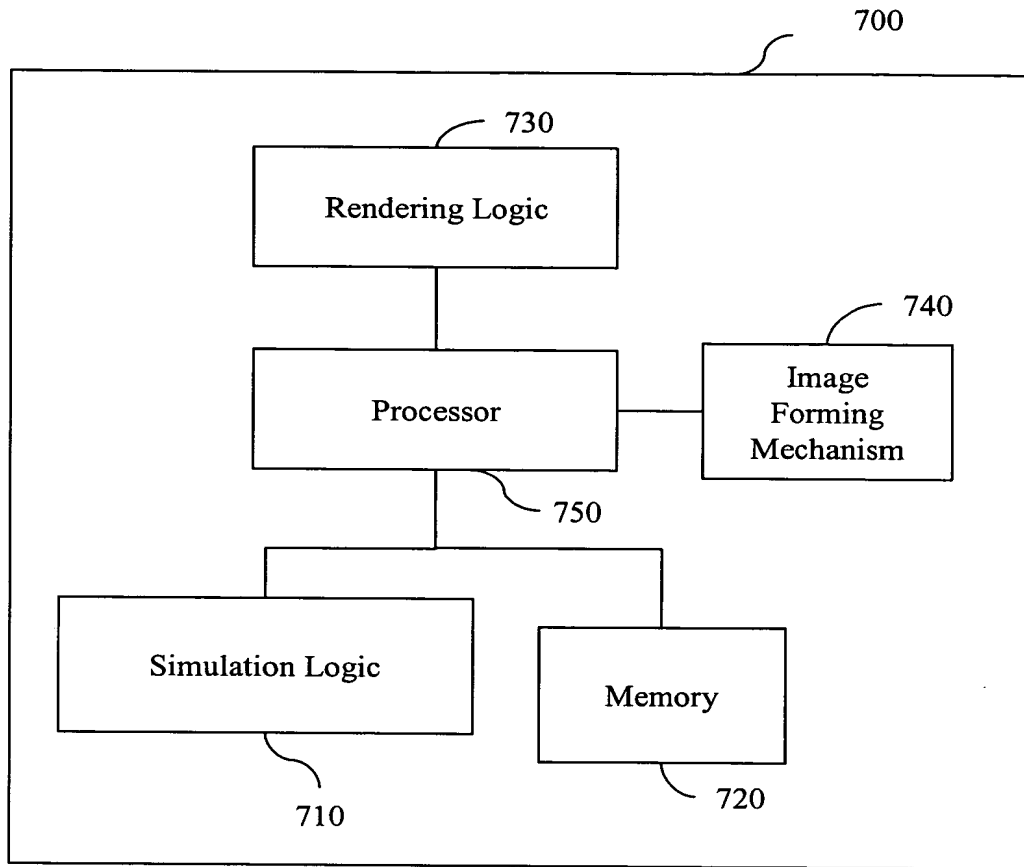 700
730
Rendering Logic
740
Image
Forming
Mechanism
Processor
750
Simulation Logic
Memory
710
720